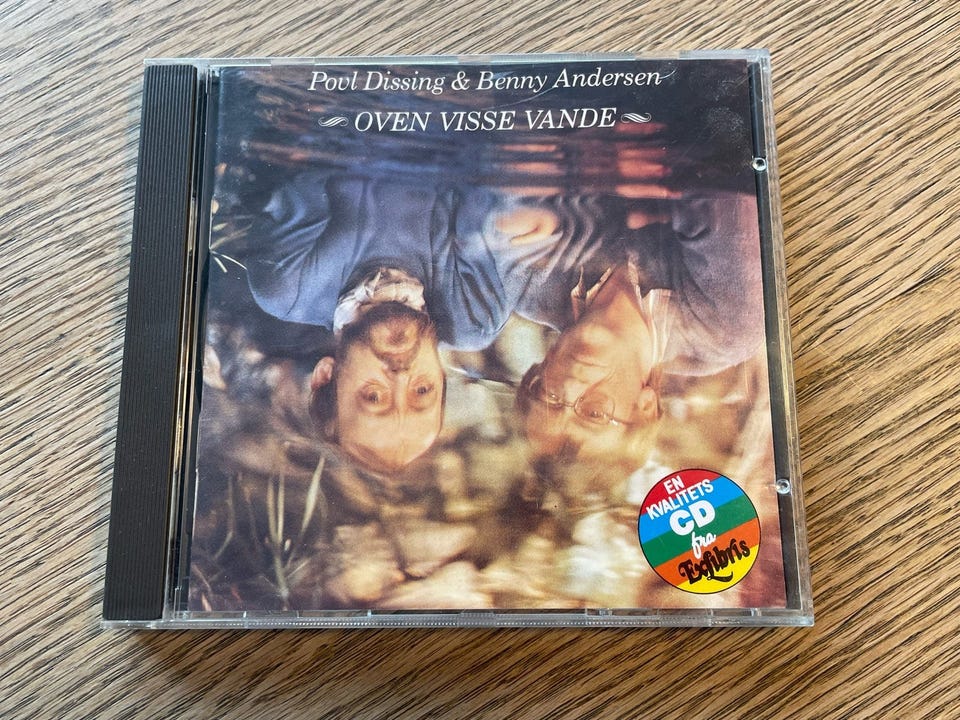 Povl Dissing & Benny Andersen
OVEN VISSE VANDE
EN
KVALITETS
CD
fra
Exlibris